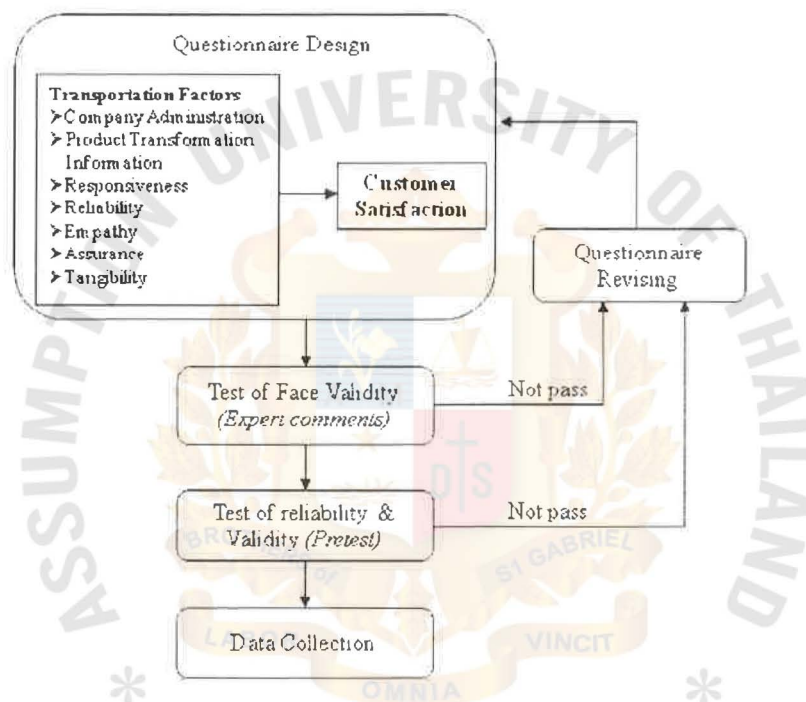 Questionnaire Design
Transportation Factors
➢Company Administration
➢Product Transformation
Information
➢Responsiveness
➢Reliability
➢Empathy
➢Assurance
➢Tangibility
Customer
Satisfaction
Questionnaire
Revising
Test of Face Validity
(Expert comments)
Not pass
Test of reliability &
Validity (Pretest)
Not pass
Data Collection
ASSUMPTION UNIVERSITY OF THAILAND
* *
D S
BROTHERS of
ST GABRIEL
LABOR
VINCIT
OMNIA